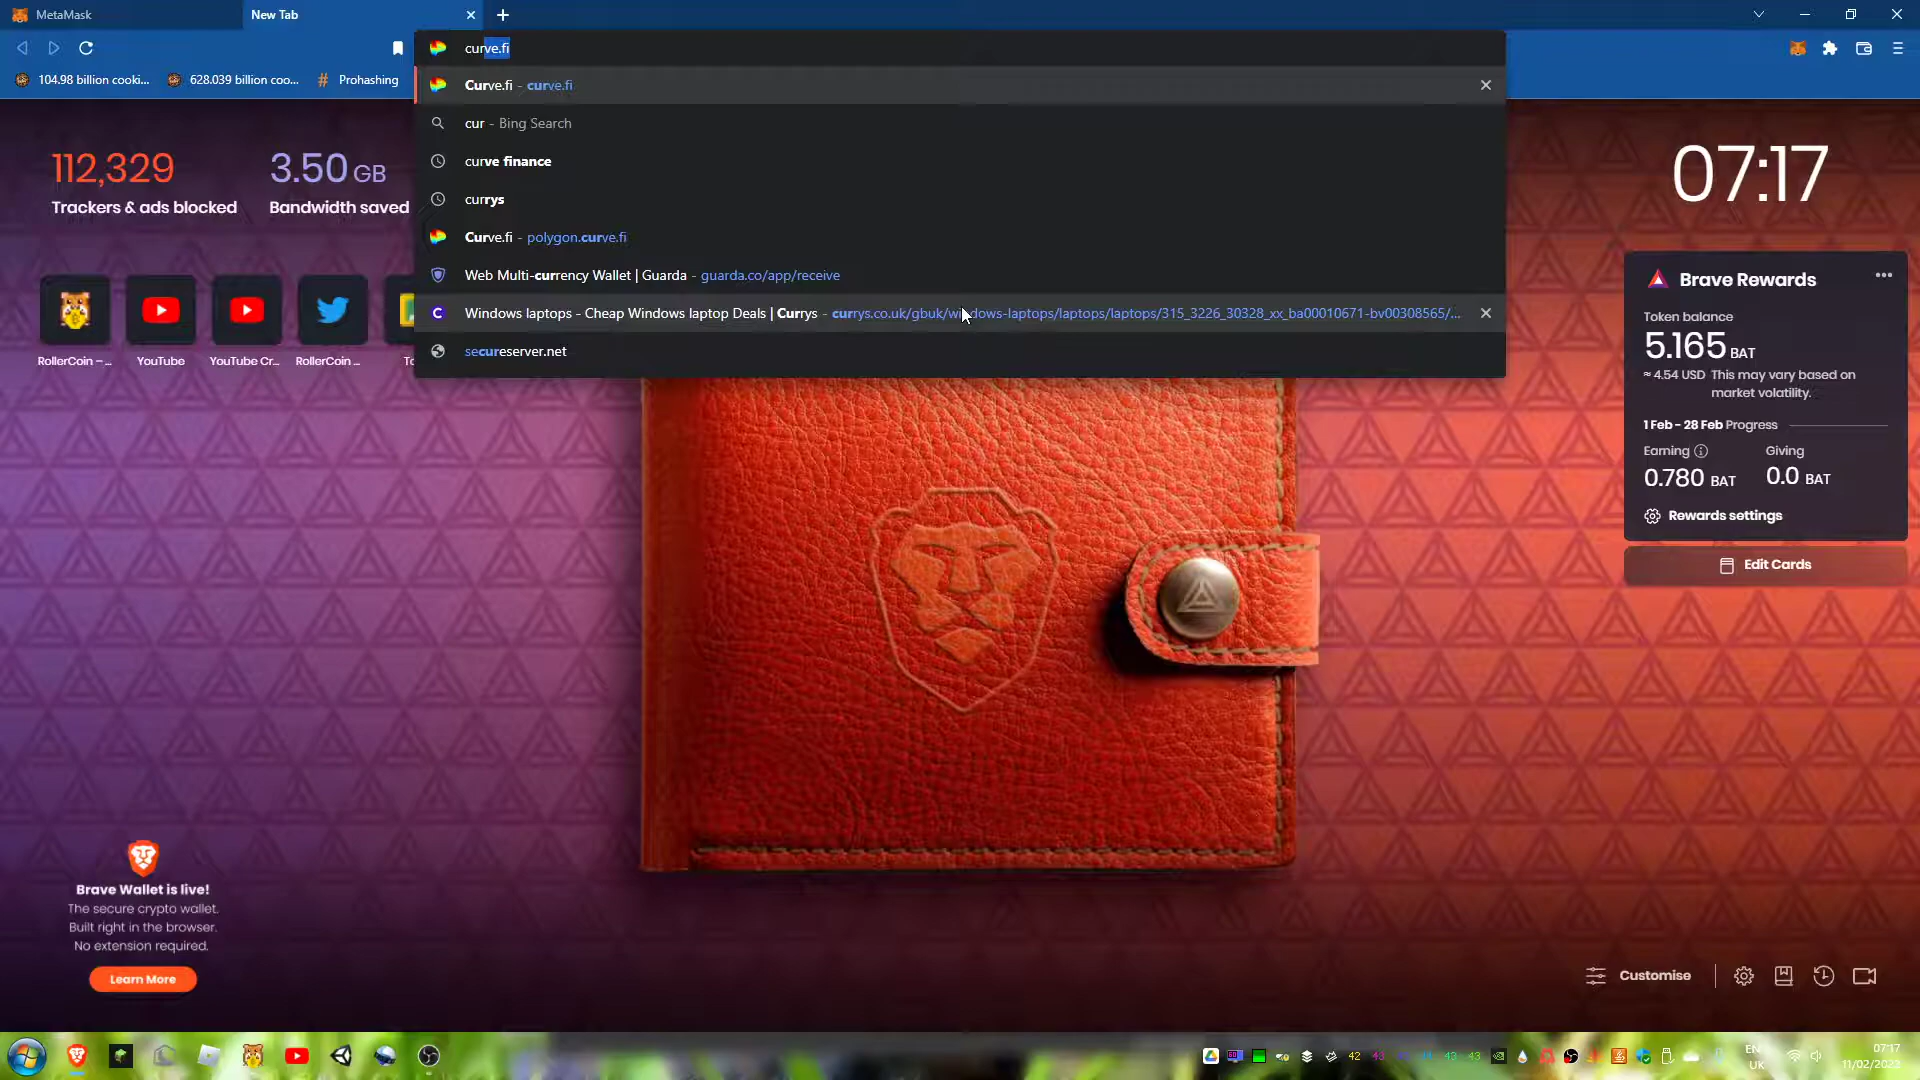 MetaMask
New Tab
curve.fi
104.98 billion cooki...
628.039 billion coo...
Prohashing
Curve.fi - curve.fi
cur - Bing Search
curve finance
currys
Curve.fi - polygon.curve.fi
Web Multi-currency Wallet | Guarda - guarda.co/app/receive
Windows laptops - Cheap Windows laptop Deals | Currys - currys.co.uk/gbuk/windows-laptops/laptops/laptops/315_3226_30328_xx_ba00010671-bv00308565/...
secureserver.net
112,329
Trackers & ads blocked
3.50 GB
Bandwidth saved
07:17
RollerCoin – ...
YouTube
YouTube Cr...
RollerCoin ...
Brave Rewards
Token balance
5.165 BAT
≈ 4.54 USD This may vary based on
market volatility.
1 Feb - 28 Feb Progress
Earning
Giving
0.780 BAT
0.0 BAT
Rewards settings
Edit Cards
Brave Wallet is live!
The secure crypto wallet.
Built right in the browser.
No extension required.
Learn More
Customise
42
43
43
43
EN
UK
07:17
11/02/2022